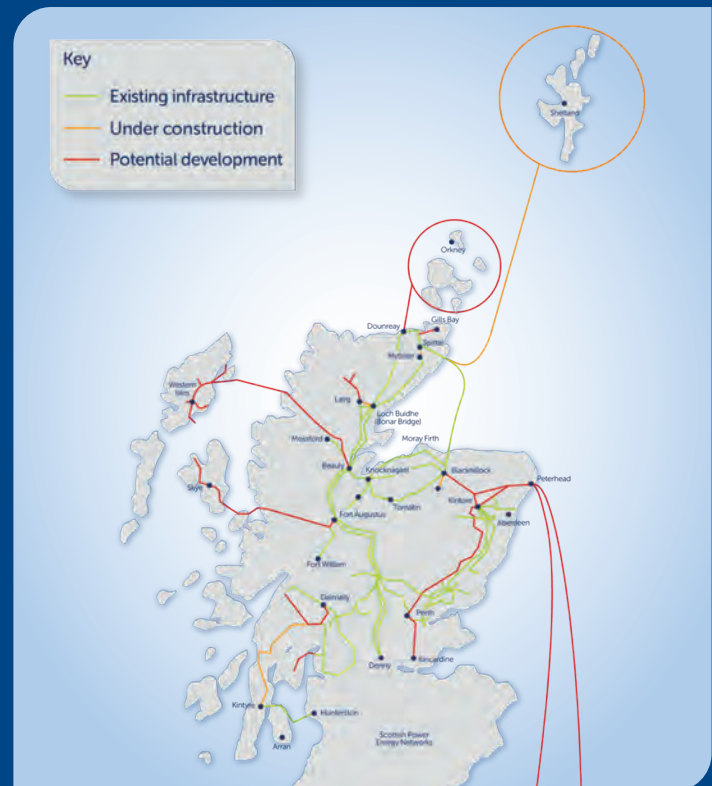 Key
Existing infrastructure
Under construction
Potential development
Shetland
Orkney
Gills Bay
Dounreay
Spittal
Mybster
Western
Isles
Lairg
Loch Buidhe
(Bonar Bridge)
Mossford
Moray Firth
Beauly
Knocknagael
Blackhillock
Peterhead
Skye
Kintore
Tomatin
Fort Augustus
Aberdeen
Fort William
Dalmally
Perth
Denny
Kincardine
Kintyre
Hunterston
Arran
Scottish Power
Energy Networks